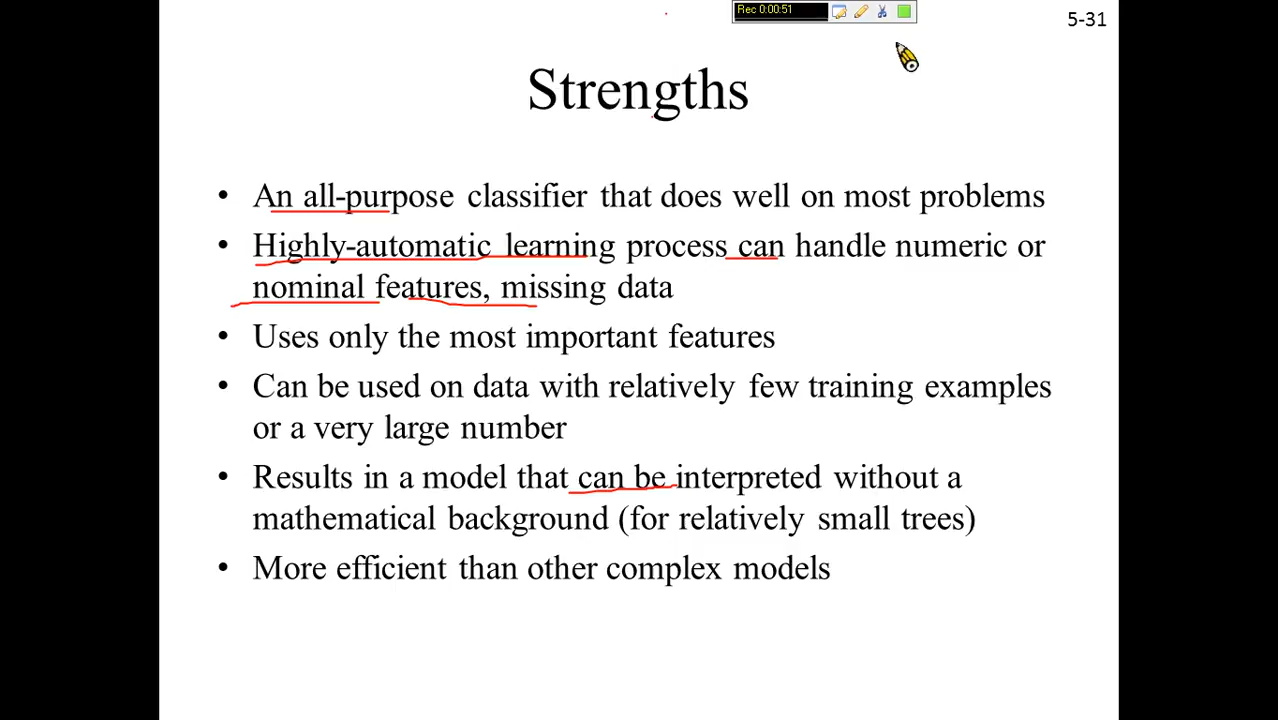 Rec 0:00:51
5-31
Strengths
• An all-purpose classifier that does well on most problems
• Highly-automatic learning process can handle numeric or
nominal features, missing data
• Uses only the most important features
• Can be used on data with relatively few training examples
or a very large number
• Results in a model that can be interpreted without a
mathematical background (for relatively small trees)
• More efficient than other complex models